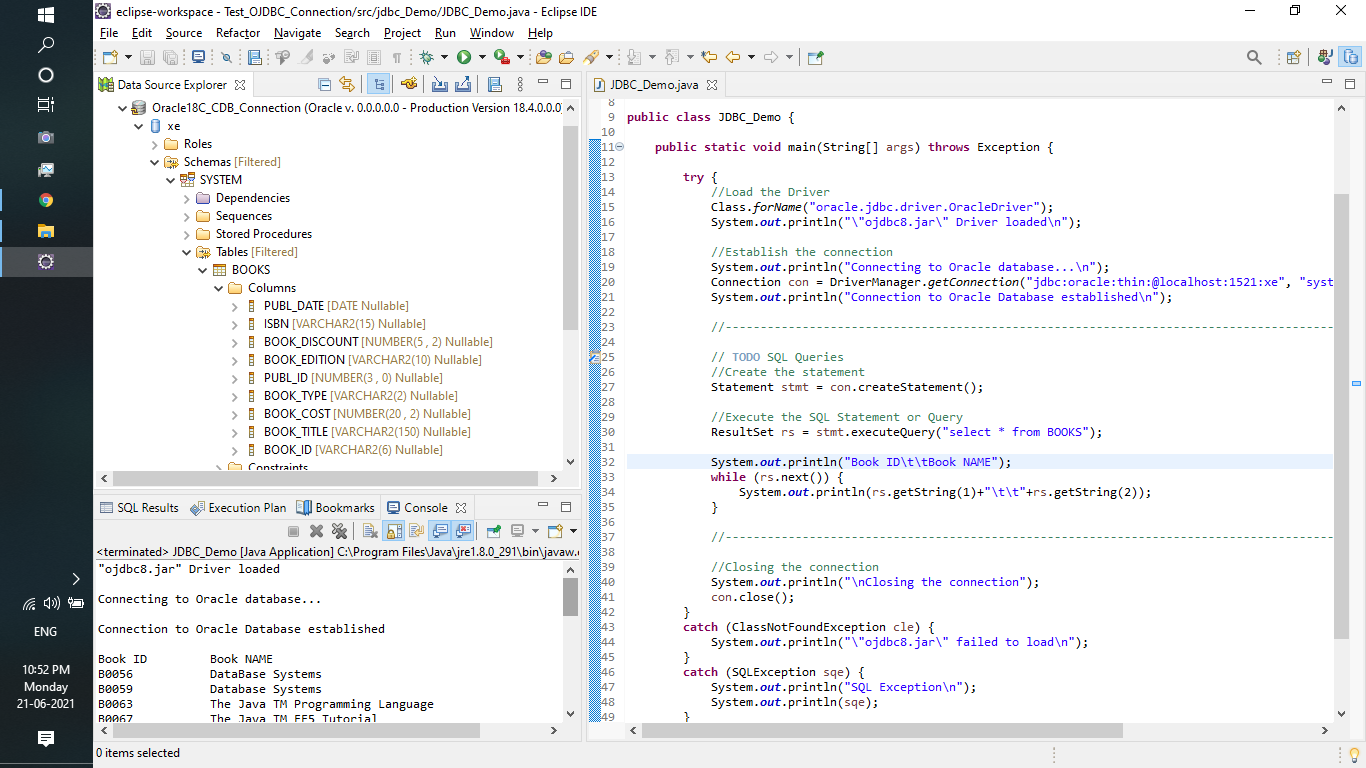 eclipse-workspace - Test_OJDBC_Connection/src/jdbc_Demo/JDBC_Demo.java - Eclipse IDE
File Edit Source Refactor Navigate Search Project Run Window Help
Data Source Explorer
Oracle18C_CDB_Connection (Oracle v. 0.0.0.0.0 - Production Version 18.4.0.0.0
xe
Roles
Schemas [Filtered]
SYSTEM
Dependencies
Sequences
Stored Procedures
Tables [Filtered]
BOOKS
Columns
PUBL_DATE [DATE Nullable]
ISBN [VARCHAR2(15) Nullable]
BOOK_DISCOUNT [NUMBER(5 , 2) Nullable]
BOOK_EDITION [VARCHAR2(10) Nullable]
PUBL_ID [NUMBER(3 , 0) Nullable]
BOOK_TYPE [VARCHAR2(2) Nullable]
BOOK_COST [NUMBER(20 , 2) Nullable]
BOOK_TITLE [VARCHAR2(150) Nullable]
BOOK_ID [VARCHAR2(6) Nullable]
Constraints
SQL Results Execution Plan Bookmarks Console
<terminated> JDBC_Demo [Java Application] C:\Program Files\Java\jre1.8.0_291\bin\javaw.e
"ojdbc8.jar" Driver loaded
Connecting to Oracle database...
Connection to Oracle Database established
Book ID Book NAME
B0056 DataBase Systems
B0059 Database Systems
B0063 The Java TM Programming Language
B0067 The Java TM EE5 Tutorial
0 items selected
JDBC_Demo.java
8
9 public class JDBC_Demo {
10
11 public static void main(String[] args) throws Exception {
12
13 try {
14 //Load the Driver
15 Class.forName("oracle.jdbc.driver.OracleDriver");
16 System.out.println("\"ojdbc8.jar\" Driver loaded\n");
17
18 //Establish the connection
19 System.out.println("Connecting to Oracle database...\n");
20 Connection con = DriverManager.getConnection("jdbc:oracle:thin:@localhost:1521:xe", "syst
21 System.out.println("Connection to Oracle Database established\n");
22
23 //---------------------------------------------------------------------------------------
24
25 // TODO SQL Queries
26 //Create the statement
27 Statement stmt = con.createStatement();
28
29 //Execute the SQL Statement or Query
30 ResultSet rs = stmt.executeQuery("select * from BOOKS");
31
32 System.out.println("Book ID\t\tBook NAME");
33 while (rs.next()) {
34 System.out.println(rs.getString(1)+"\t\t"+rs.getString(2));
35 }
36
37 //---------------------------------------------------------------------------------------
38
39 //Closing the connection
40 System.out.println("\nClosing the connection");
41 con.close();
42 }
43 catch (ClassNotFoundException cle) {
44 System.out.println("\"ojdbc8.jar\" failed to load\n");
45 }
46 catch (SQLException sqe) {
47 System.out.println("SQL Exception\n");
48 System.out.println(sqe);
49 }
ENG
10:52 PM
Monday
21-06-2021